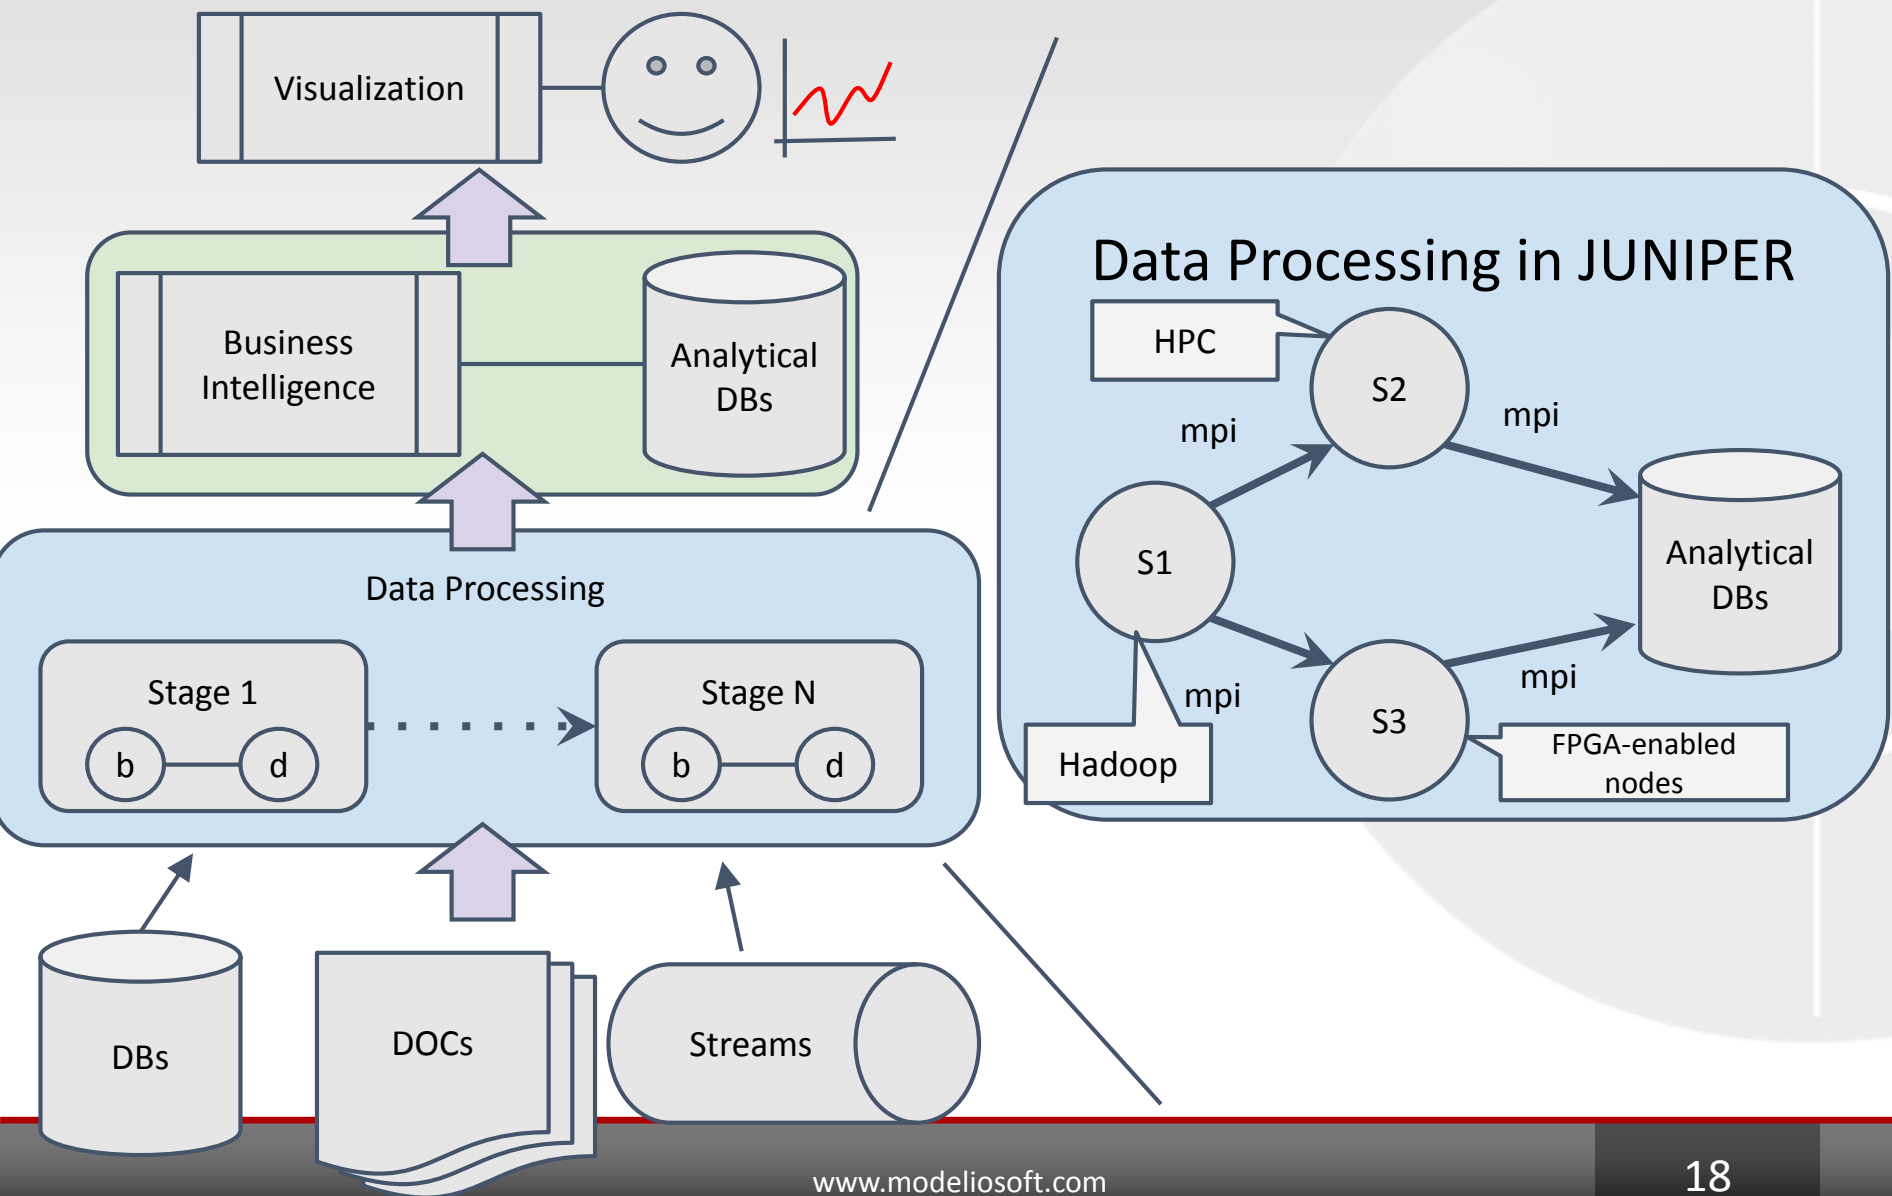 Visualization
Business
Intelligence
Analytical
DBs
Data Processing
Stage 1
b
d
Stage N
b
d
DBs
DOCs
Streams
Data Processing in JUNIPER
HPC
S2
mpi
mpi
S1
Analytical
DBs
mpi
mpi
S3
Hadoop
FPGA-enabled
nodes
www.modeliosoft.com
18